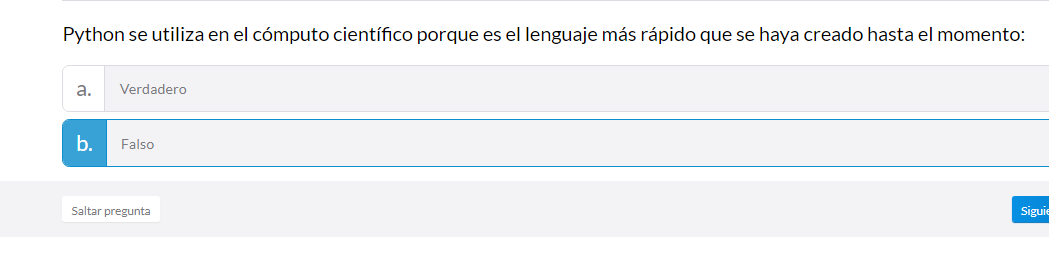 Python se utiliza en el cómputo científico porque es el lenguaje más rápido que se haya creado hasta el momento:
a. Verdadero
b. Falso
Saltar pregunta